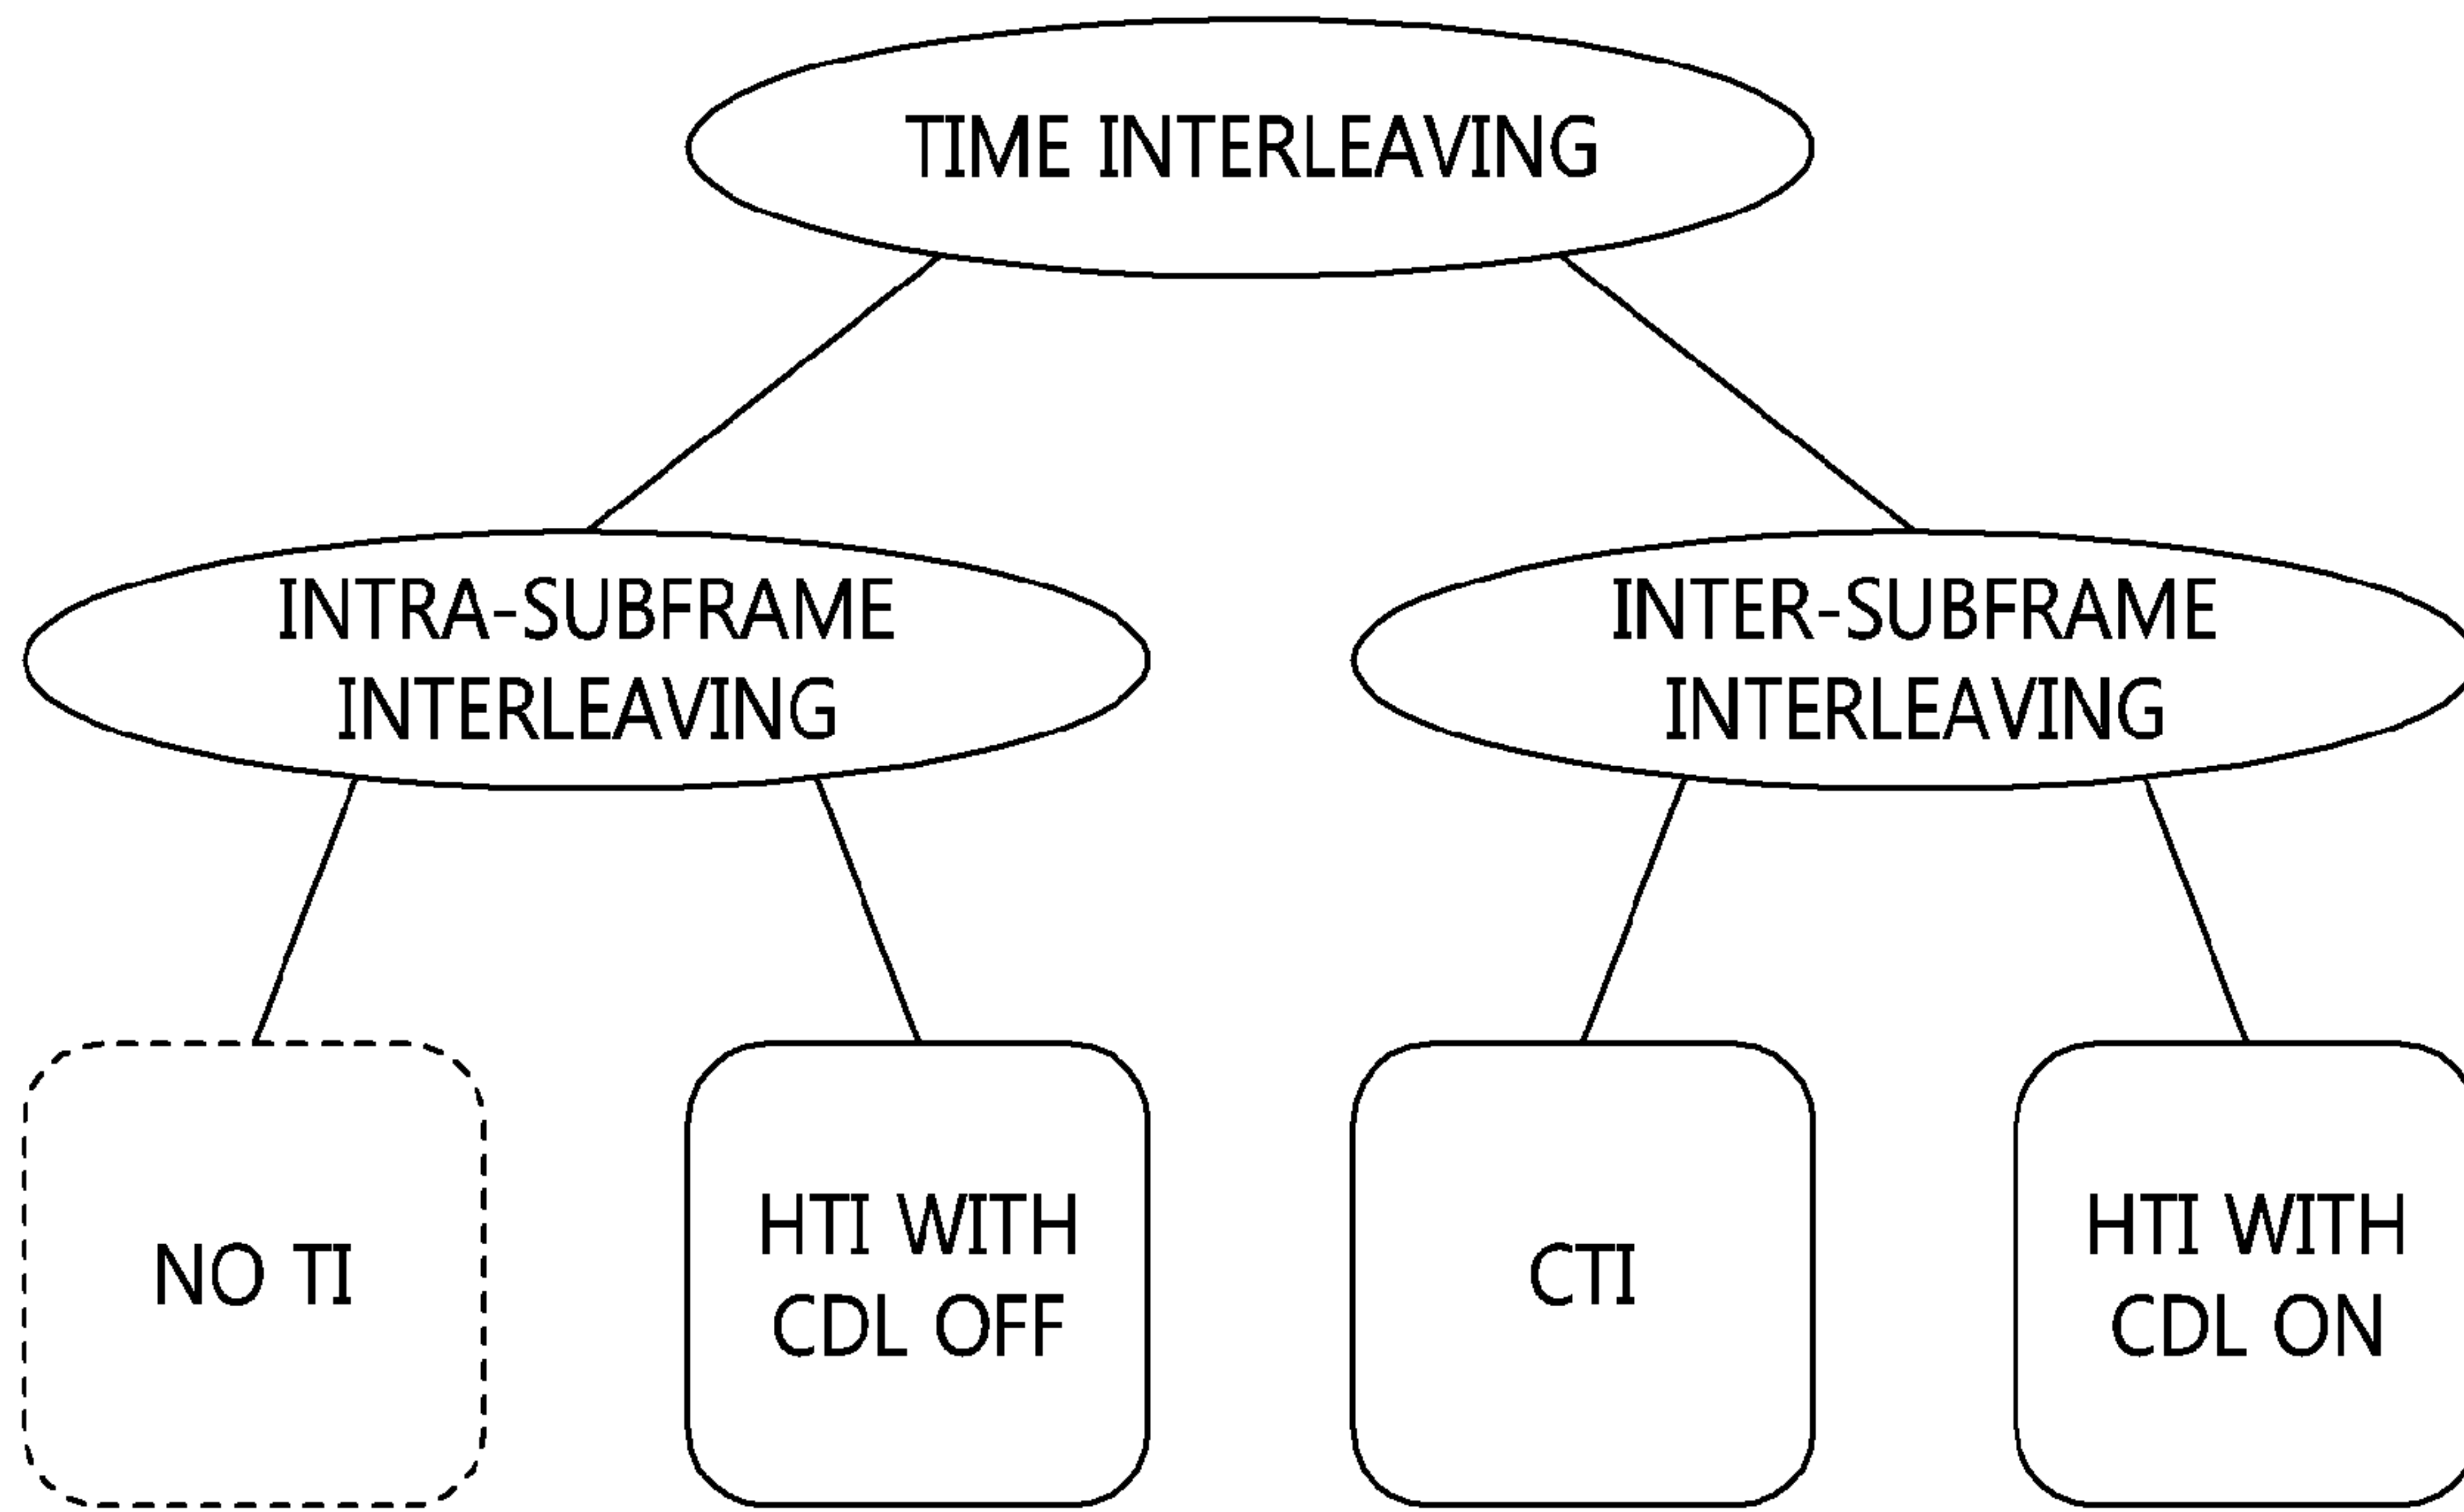 TIME INTERLEAVING
INTRA-SUBFRAME
INTERLEAVING
INTER-SUBFRAME
INTERLEAVING
NO TI
HTI WITH
CDL OFF
CTI
HTI WITH
CDL ON